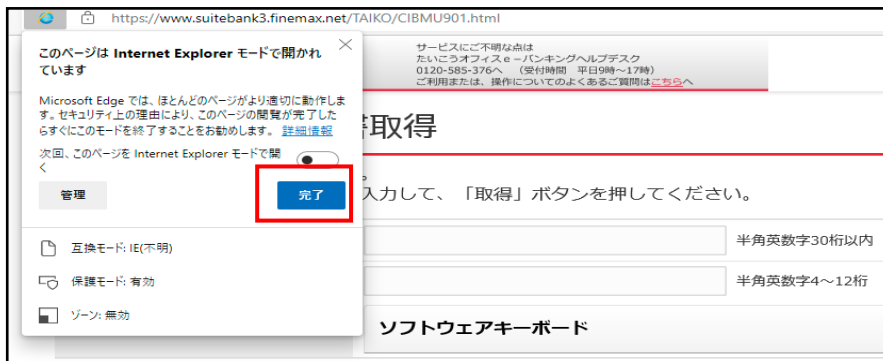 https://www.suitebank3.finemax.net/TAIKO/CIBMU901.html
このページは Internet Explorer モードで開かれ
ています
Microsoft Edge では、ほとんどのページがより適切に動作しま
す。セキュリティ上の理由により、このページの閲覧が完了した
らすぐにこのモードを終了することをお勧めします。 詳細情報
次回、このページを Internet Explorer モードで開
く
管理
完了
互換モード: IE(不明)
保護モード: 有効
ゾーン: 無効
サービスにご不明な点は
たいこうオフィスe-バンキングヘルプデスク
0120-585-376へ (受付時間 平日9時~17時)
ご利用または、操作についてのよくあるご質問はこちらへ
取得
。
入力して、「取得」ボタンを押してください。
半角英数字30桁以内
半角英数字4~12桁
ソフトウェアキーボード